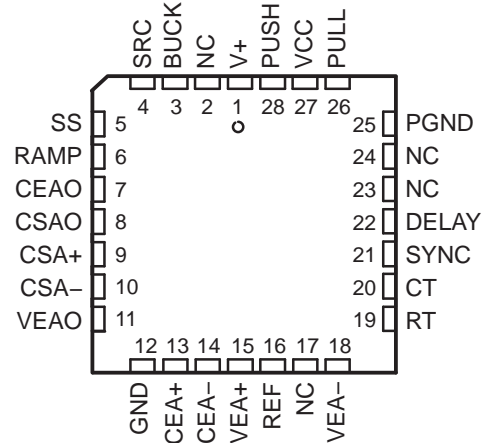 SRC BUCK NC V+ PUSH VCC PULL
4 3 2 1 28 27 26
SS 5 25 PGND
RAMP 6 24 NC
CEAO 7 23 NC
CSAO 8 22 DELAY
CSA+ 9 21 SYNC
CSA– 10 20 CT
VEAO 11 19 RT
12 13 14 15 16 17 18
GND CEA+ CEA– VEA+ REF NC VEA–